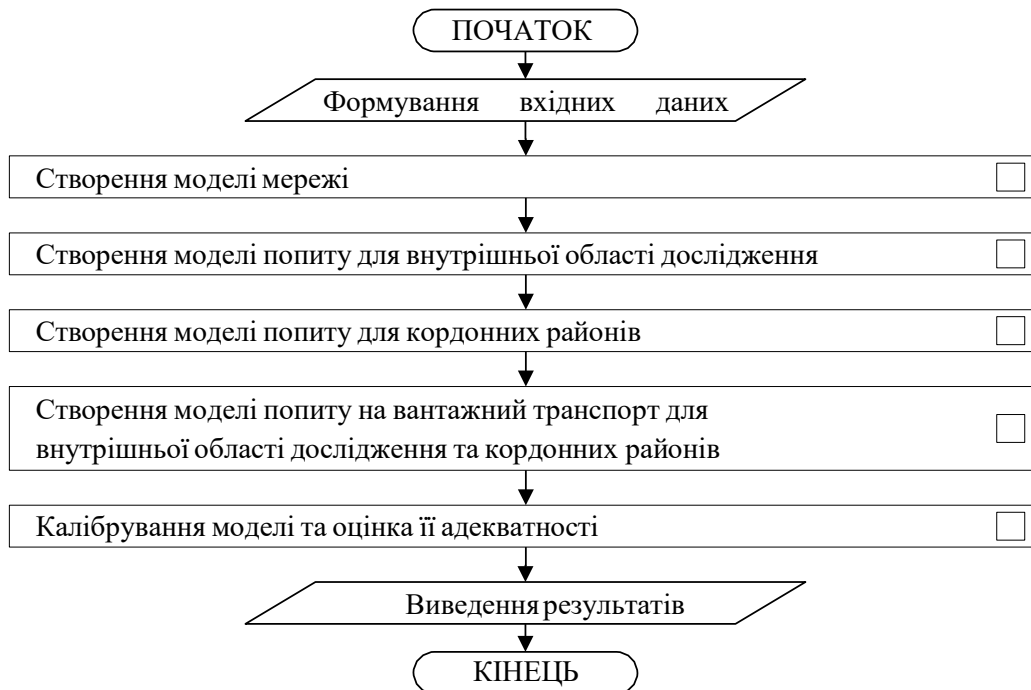 ПОЧАТОК
Формування вхідних даних
Створення моделі мережі
Створення моделі попиту для внутрішньої області дослідження
Створення моделі попиту для кордонних районів
Створення моделі попиту на вантажний транспорт для
внутрішньої області дослідження та кордонних районів
Калібрування моделі та оцінка її адекватності
Виведення результатів
КІНЕЦЬ